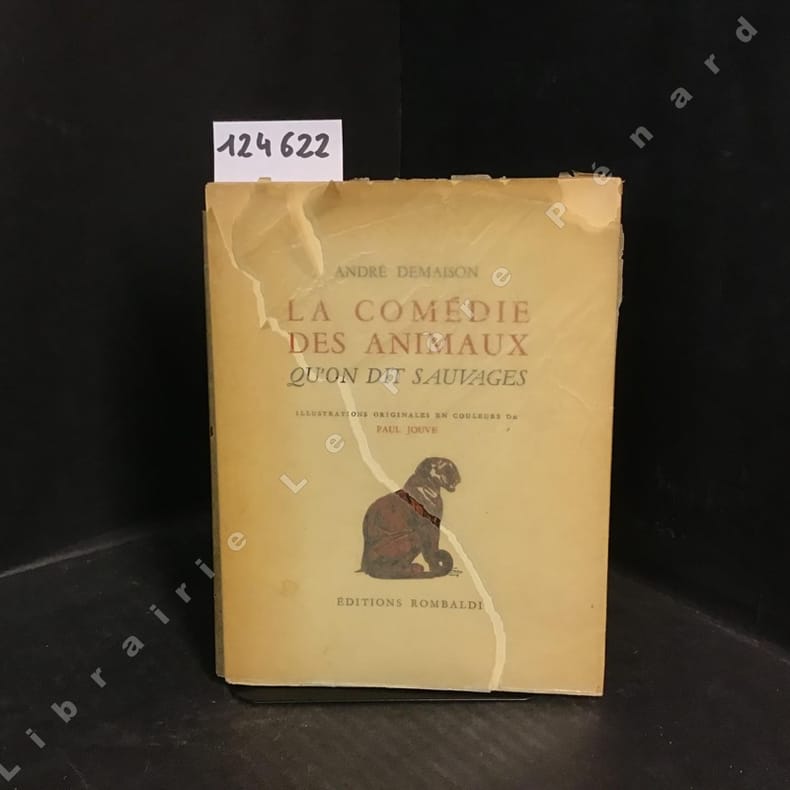 124622
ANDRÉ DEMAISON
LA COMÉDIE
DES ANIMAUX
QU'ON DIT SAUVAGES
ILLUSTRATIONS ORIGINALES EN COULEURS DE
PAUL JOUVE
ÉDITIONS ROMBALDI
Librairie Le Père Pénard